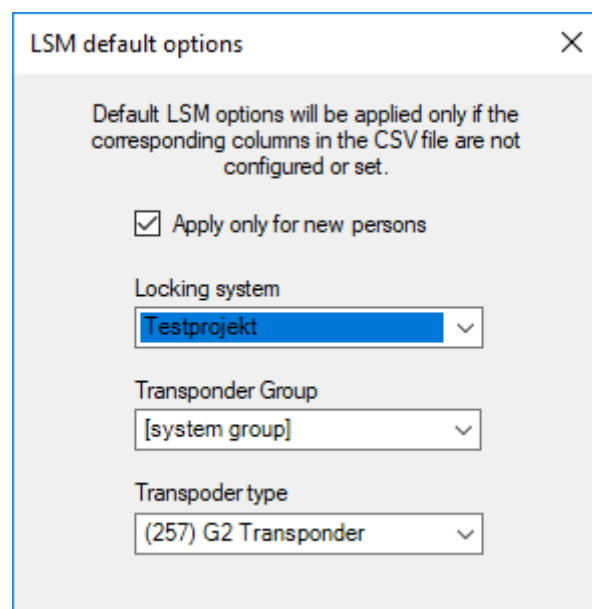 LSM default options
Default LSM options will be applied only if the
corresponding columns in the CSV file are not
configured or set.
Apply only for new persons
Locking system
Testprojekt
Transponder Group
[system group]
Transpoder type
(257) G2 Transponder